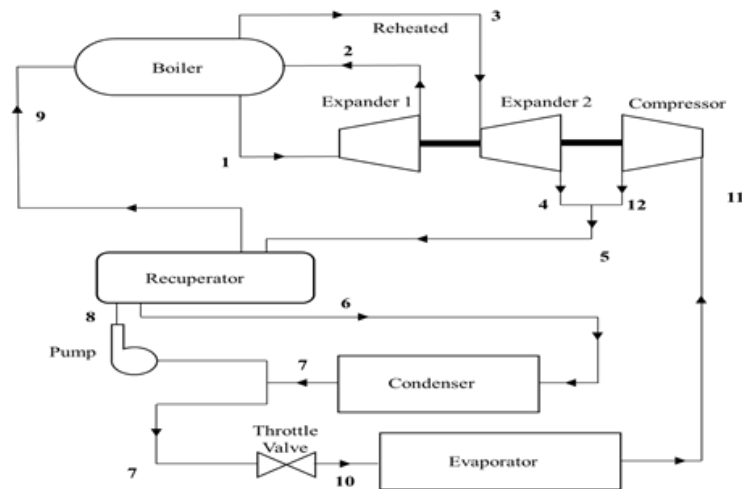 3
Reheated
2
Boiler
Expander 1
Expander 2
Compressor
9
1
4
12
11
5
Recuperator
6
8
Pump
7
Condenser
Throttle
Valve
7
10
Evaporator